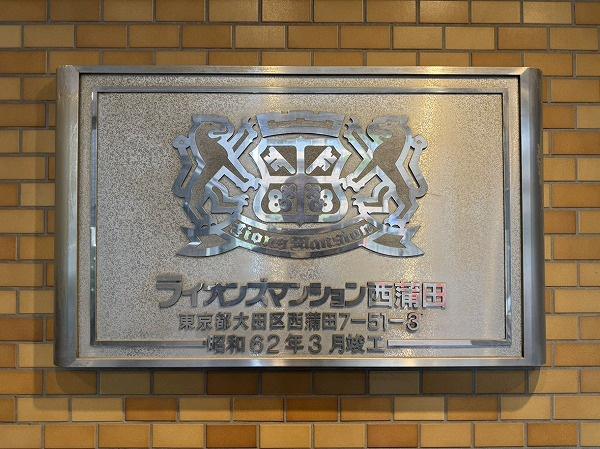 Lions Mansion
ライオンズマンション西蒲田
東京都大田区西蒲田7-51-3
昭和62年3月竣工